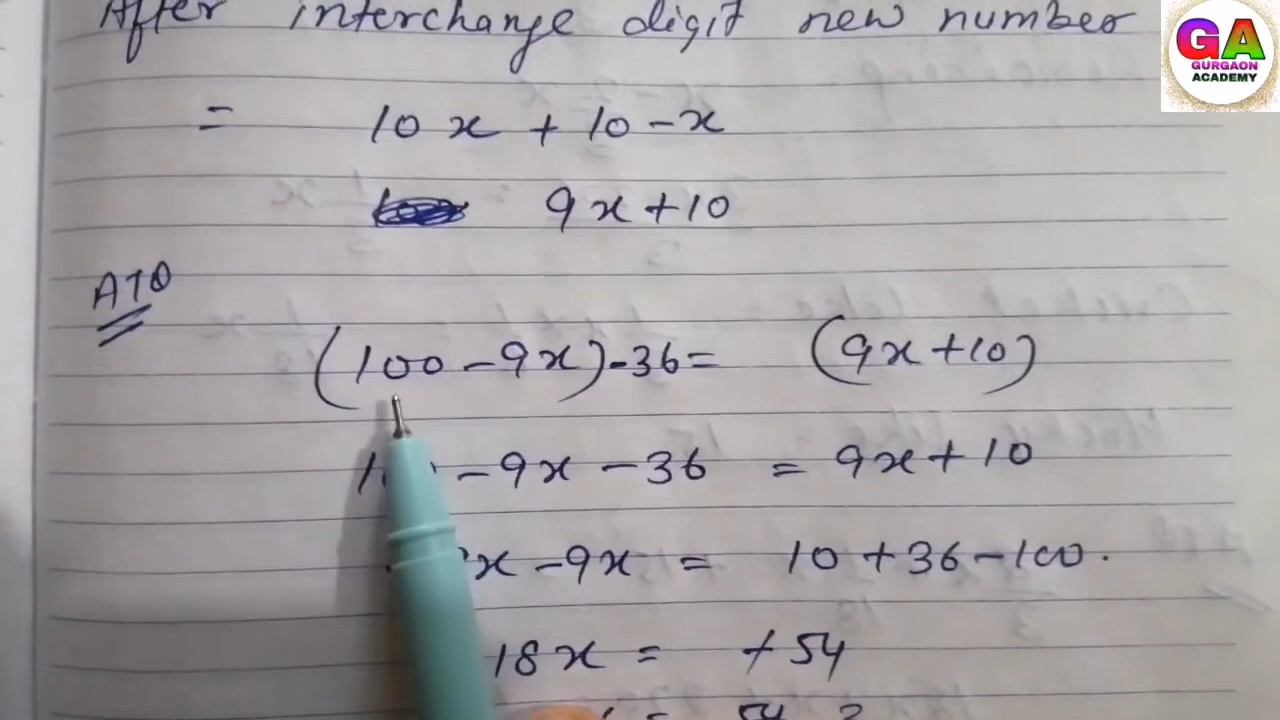 After interchange digit new number
GA
GURGAON
ACADEMY
= 10x + 10 - x
9x + 10
ATQ
(100 - 9x) - 36 = (9x + 10)
- 9x - 36 = 9x + 10
x - 9x = 10 + 36 - 100.
18x = +54